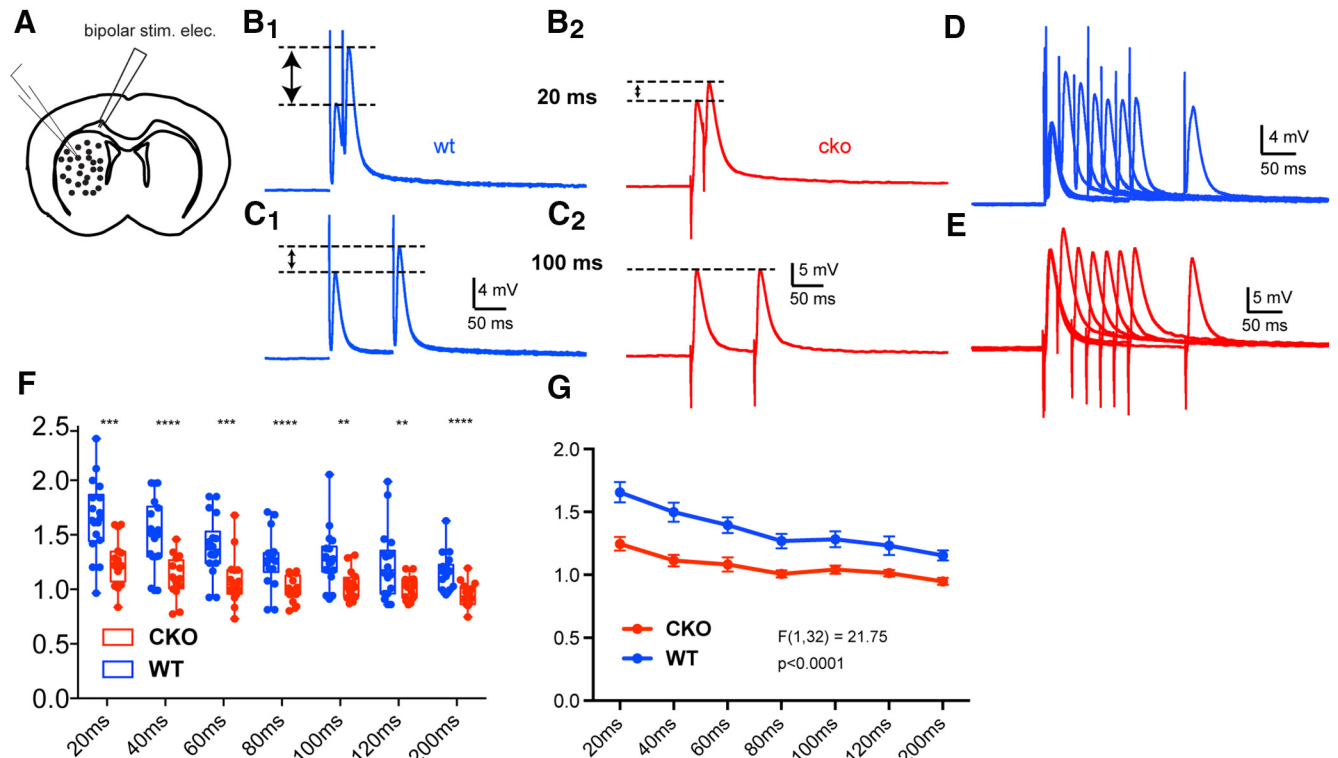 A
bipolar stim. elec.
B1
wt
B2
20 ms
cko
C1
4 mV
50 ms
C2
100 ms
5 mV
50 ms
D
4 mV
50 ms
E
5 mV
50 ms
F
*** **** *** **** ** ** ****
2.5
2.0
1.5
1.0
0.5
0.0
CKO
WT
20ms 40ms 60ms 80ms 100ms 120ms 200ms
G
2.0
1.5
1.0
0.5
0.0
CKO
WT
F(1,32) = 21.75
p<0.0001
20ms 40ms 60ms 80ms 100ms 120ms 200ms